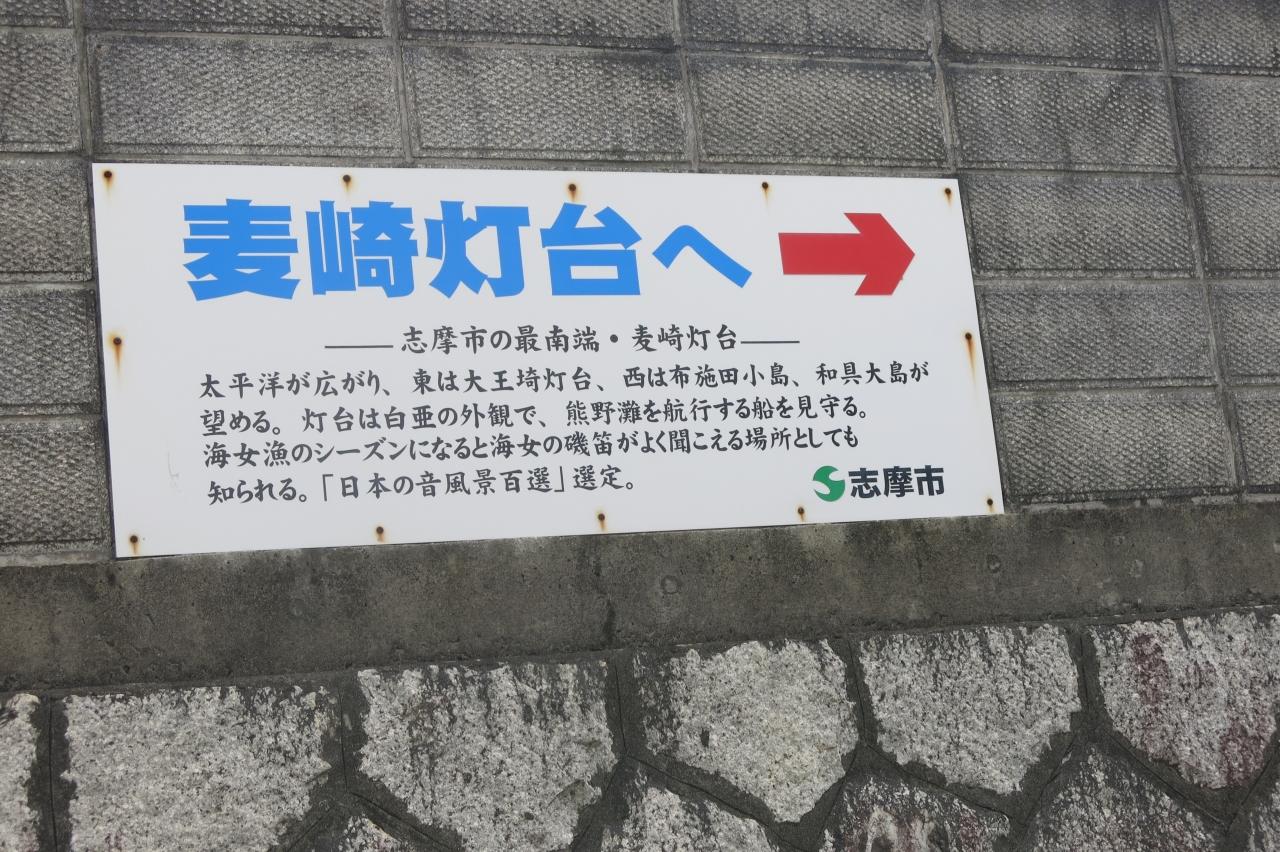 麦崎灯台へ
志摩市の最南端・麦崎灯台
太平洋が広がり、東は大王埼灯台、西は布施田小島、和具大島が
望める。灯台は白亜の外観で、熊野灘を航行する船を見守る。
海女漁のシーズンになると海女の磯笛がよく聞こえる場所としても
知られる。「日本の音風景百選」選定。
志摩市